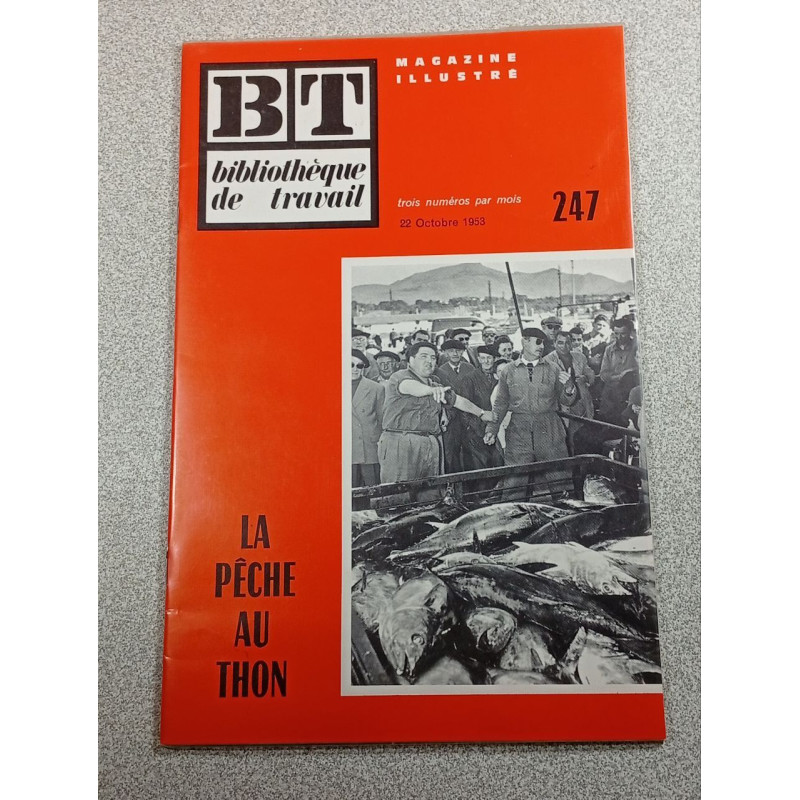 BT
bibliothèque
de travail
MAGAZINE
ILLUSTRÉ
trois numéros par mois
22 Octobre 1953
247
LA
PÊCHE
AU
THON